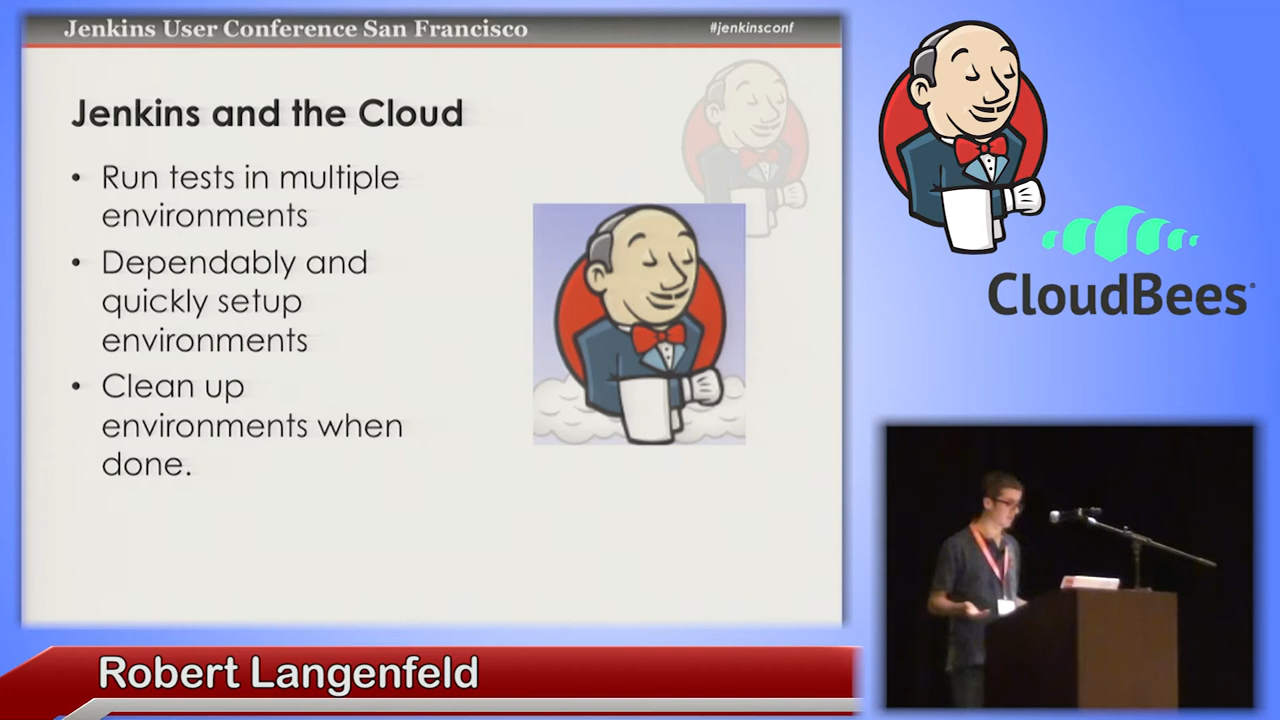 Jenkins User Conference San Francisco
#jenkinsconf
Jenkins and the Cloud
• Run tests in multiple
environments
• Dependably and
quickly setup
environments
• Clean up
environments when
done.
CloudBees
Robert Langenfeld